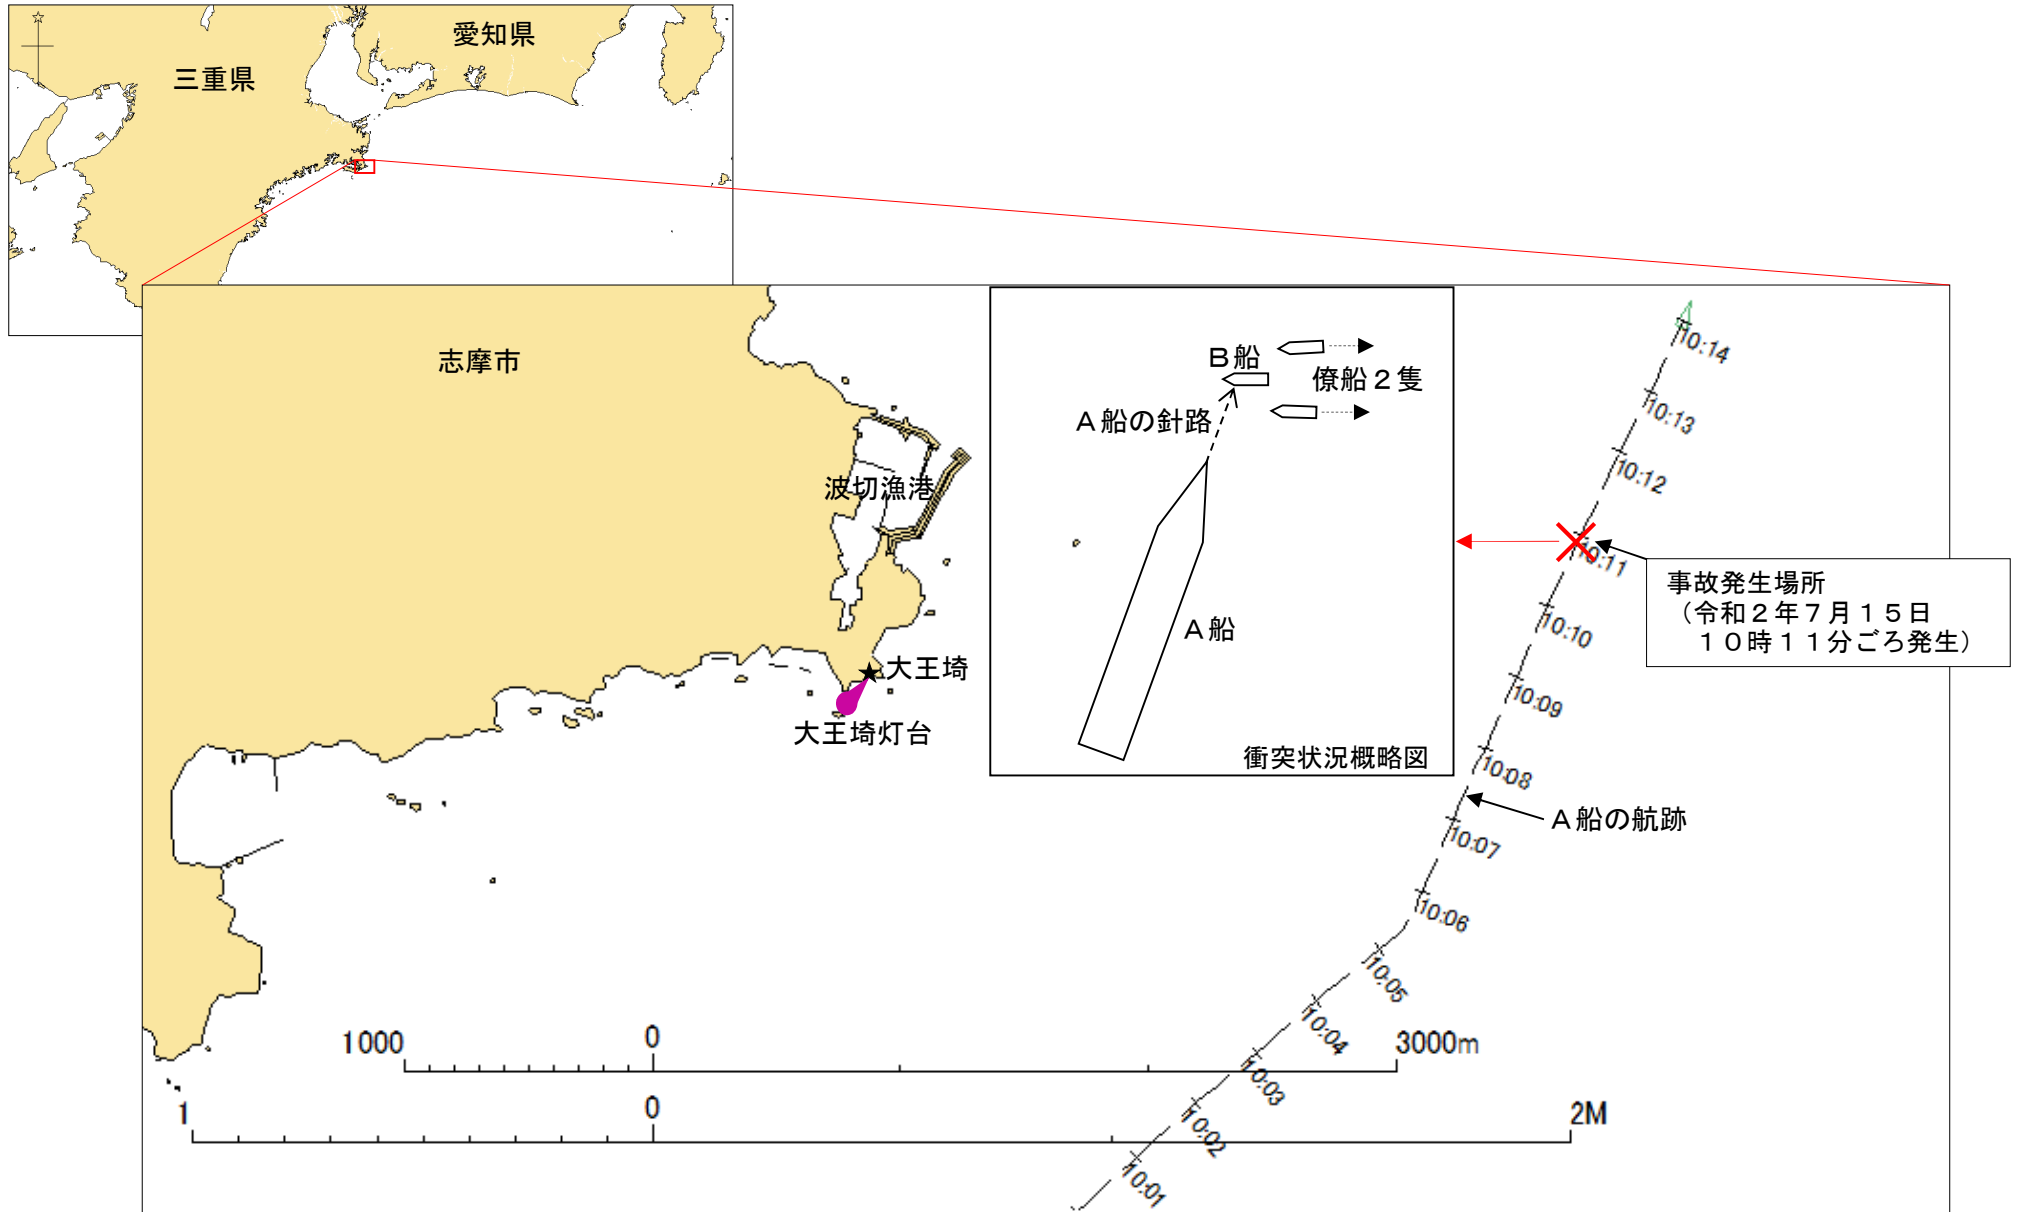 愛知県
三重県
志摩市
波切漁港
大王埼
大王埼灯台
B船
僚船2隻
A船の針路
A船
衝突状況概略図
10:14
10:13
10:12
10:11
10:10
10:09
10:08
10:07
10:06
10:05
10:04
10:03
10:02
10:01
事故発生場所
（令和2年7月15日
10時11分ごろ発生）
A船の航跡
1000 0 3000m
1 0 2M